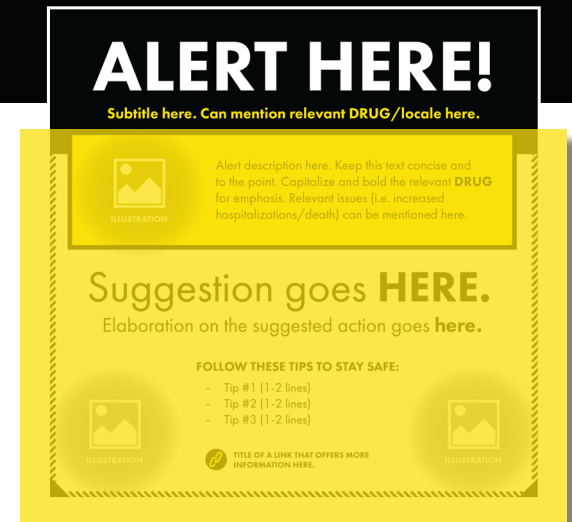 ALERT HERE!
Subtitle here. Can mention relevant DRUG/locale here.
ILLUSTRATION
Alert description here. Keep this text concise and
to the point. Capitalize and bold the relevant DRUG
for emphasis. Relevant issues (i.e. increased
hospitalizations/death) can be mentioned here.
Suggestion goes HERE.
Elaboration on the suggested action goes here.
FOLLOW THESE TIPS TO STAY SAFE:
- Tip #1 (1-2 lines)
- Tip #2 (1-2 lines)
- Tip #3 (1-2 lines)
ILLUSTRATION
TITLE OF A LINK THAT OFFERS MORE
INFORMATION HERE.
ILLUSTRATION